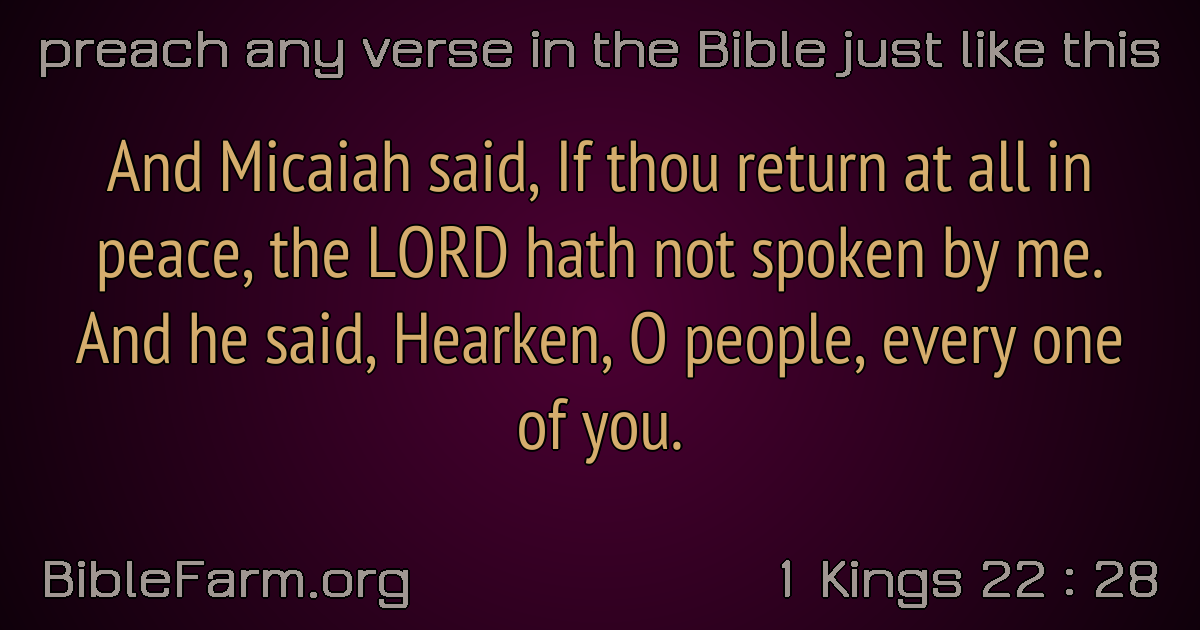 preach any verse in the Bible just like this
And Micaiah said, If thou return at all in
peace, the LORD hath not spoken by me.
And he said, Hearken, O people, every one
of you.
BibleFarm.org
1 Kings 22 : 28